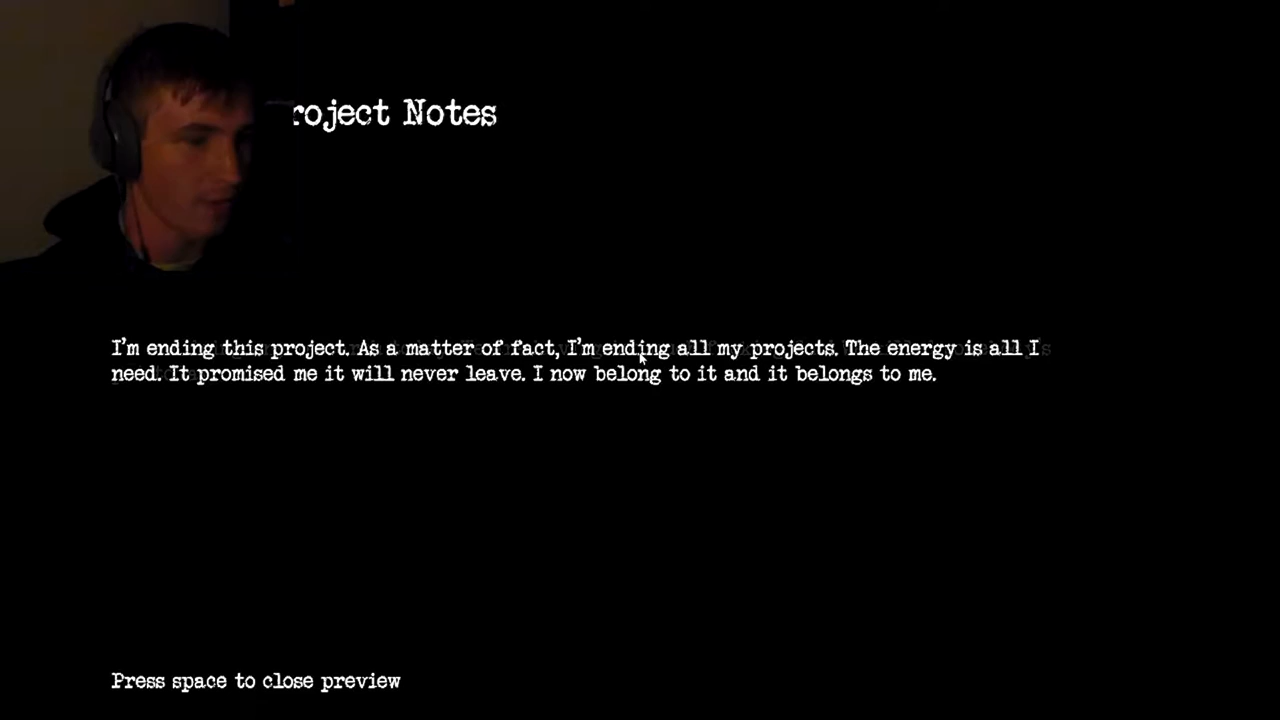 roject Notes
I'm ending this project. As a matter of fact, I'm ending all my projects. The energy is all I
need. It promised me it will never leave. I now belong to it and it belongs to me.
Press space to close preview